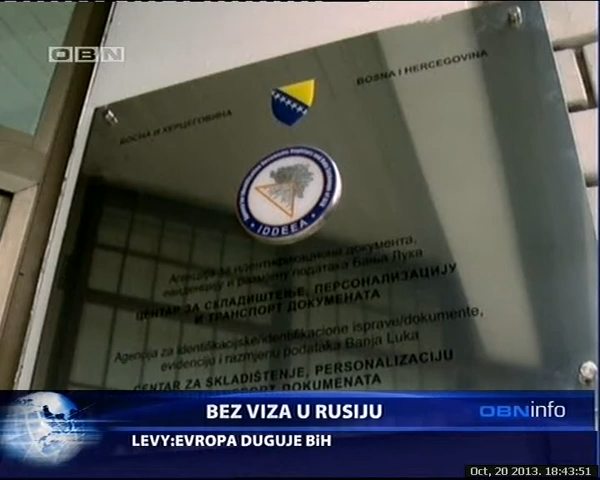 OBN
БОСНА И ХЕРЦЕГОВИНА
BOSNA I HERCEGOVINA
IDDEEA
Агенција за идентификациона документа,
евиденцију и размјену података Бања Лука
ЦЕНТАР ЗА СКЛАДИШТЕЊЕ, ПЕРСОНАЛИЗАЦИЈУ
И ТРАНСПОРТ ДОКУМЕНАТА
Agencija za identifikacijske/identifikacione isprave/dokumente,
evidenciju i razmjenu podataka Banja Luka
CENTAR ZA SKLADIŠTENJE, PERSONALIZACIJU
TRANSPORT DOKUMENATA
BEZ VIZA U RUSIJU
OBNinfo
LEVY:EVROPA DUGUJE BiH
Oct, 20 2013. 18:43:51